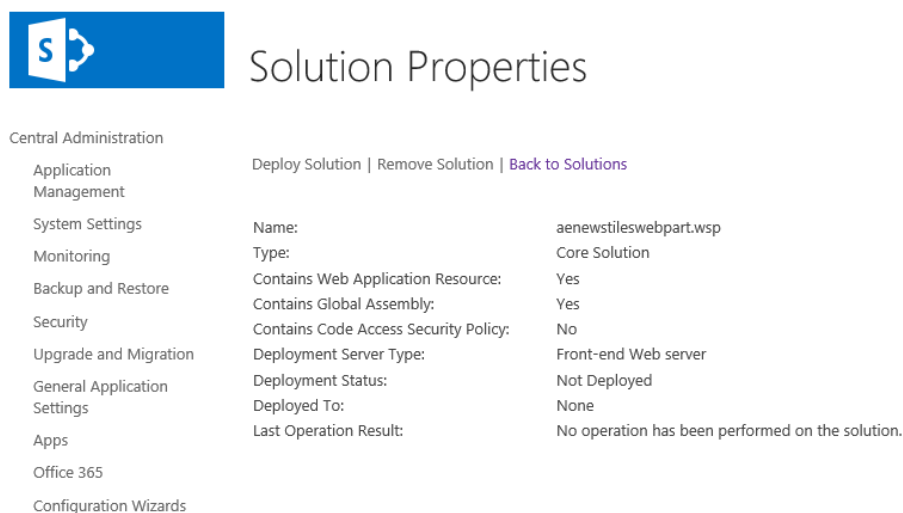 S
Solution Properties
Central Administration
Application
Management
System Settings
Monitoring
Backup and Restore
Security
Upgrade and Migration
General Application
Settings
Apps
Office 365
Configuration Wizards
Deploy Solution | Remove Solution | Back to Solutions
Name: aenewstileswebpart.wsp
Type: Core Solution
Contains Web Application Resource: Yes
Contains Global Assembly: Yes
Contains Code Access Security Policy: No
Deployment Server Type: Front-end Web server
Deployment Status: Not Deployed
Deployed To: None
Last Operation Result: No operation has been performed on the solution.